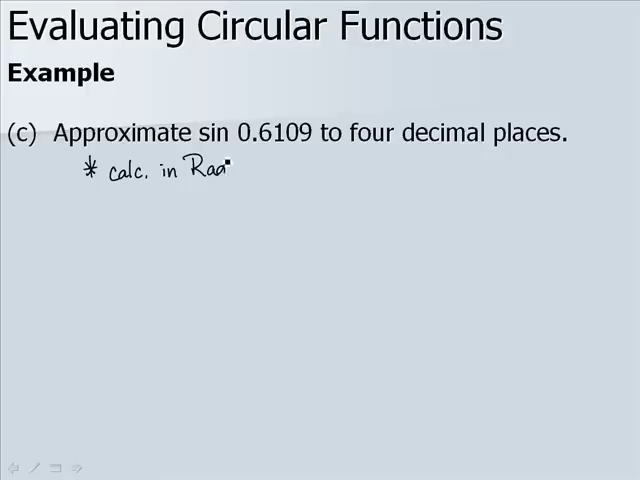 Evaluating Circular Functions
Example
(c) Approximate sin 0.6109 to four decimal places.
* calc. in Rad